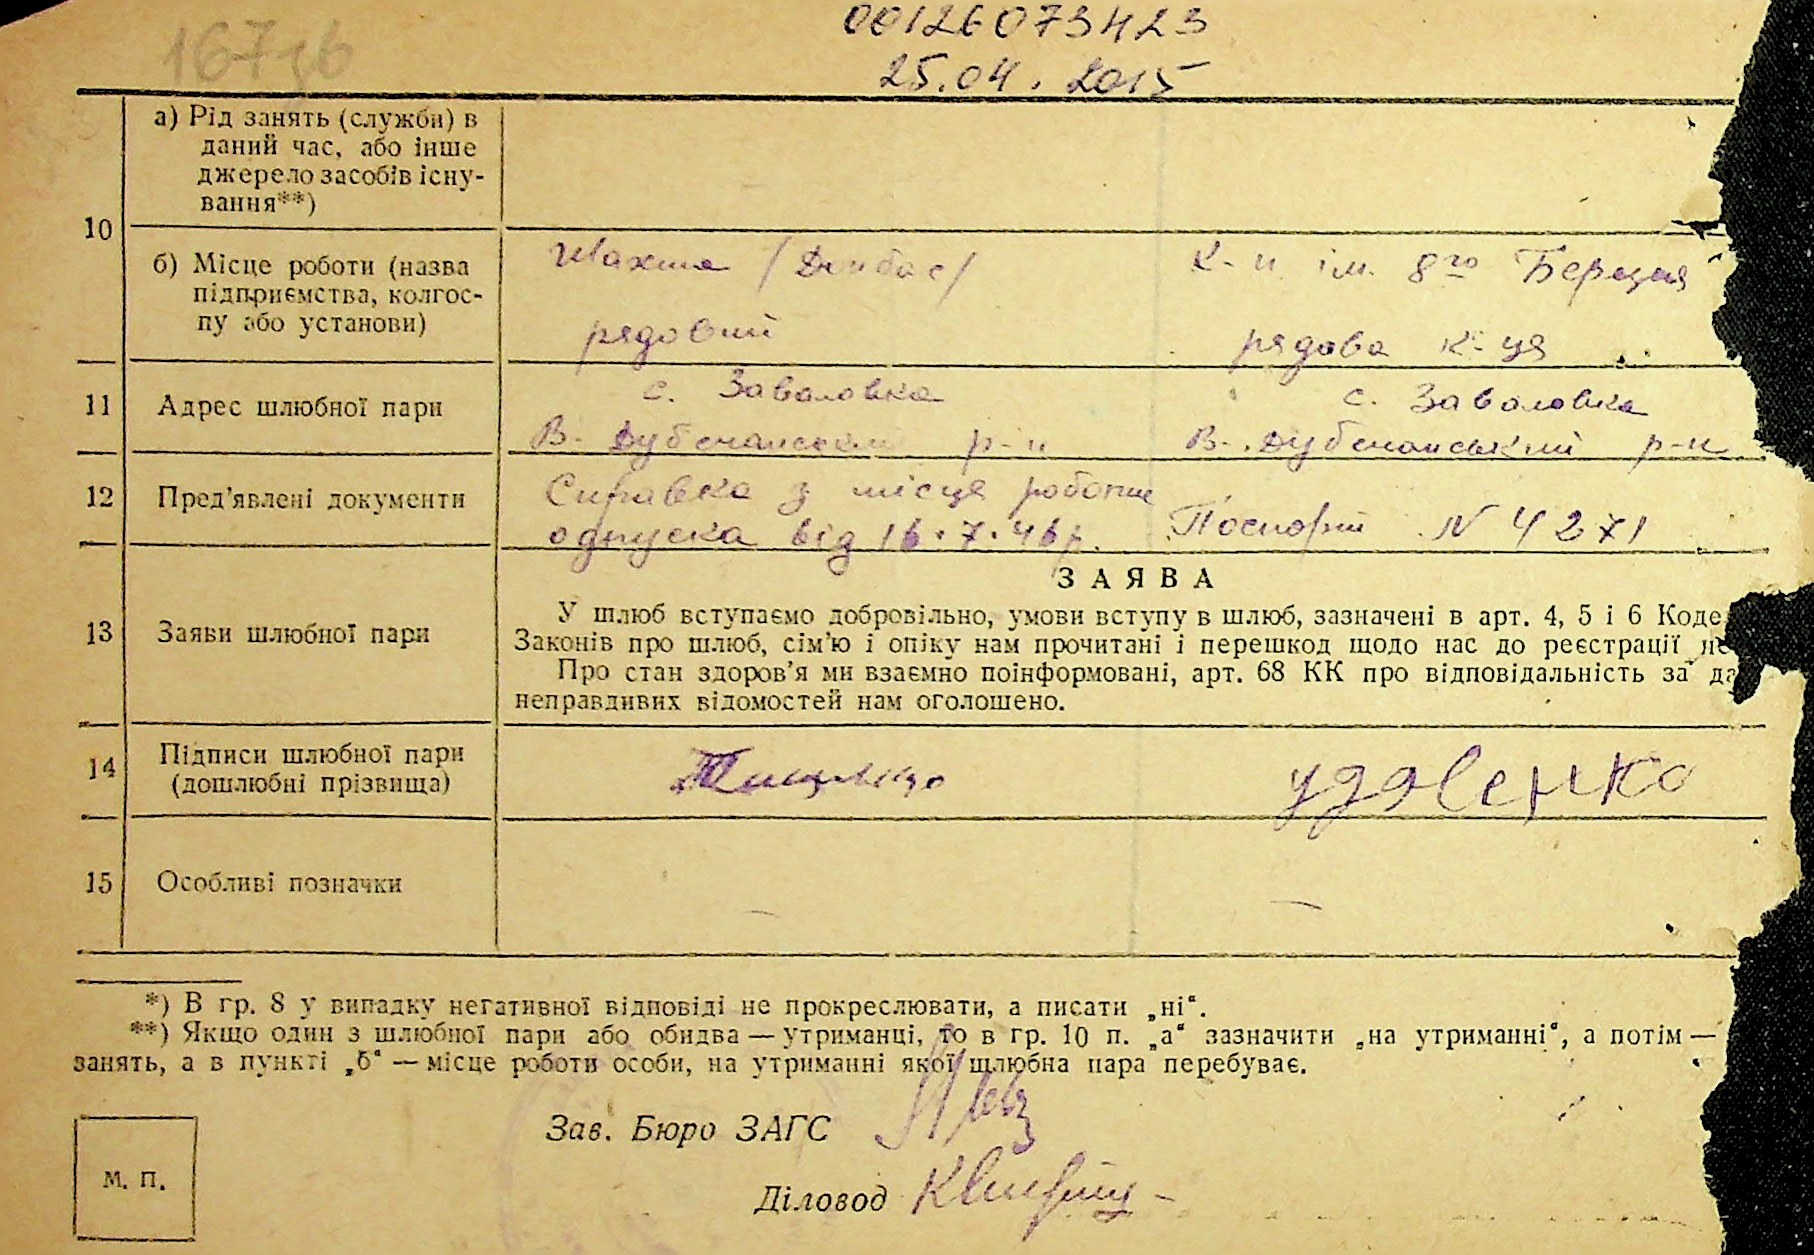 167зв
00126073423
25.04.2015
10
а) Рід занять (служби) в
даний час, або інше
джерело засобів існу-
вання**)
б) Місце роботи (назва
підприємства, колгос-
пу або установи)
Шахта /Донбас/
рядовий
К-п ім. 8го Березня
рядова к-ця
11
Адрес шлюбної пари
с. Заваловка
В-Дубечанський р-н
с. Заваловка
В-Дубечанський р-н
12
Пред’явлені документи
Справка з місця работи
одпуска від 16.7.46р.
Паспорт N 4271
13
Заяви шлюбної пари
ЗАЯВА
У шлюб вступаємо добровільно, умови вступу в шлюб, зазначені в арт. 4, 5 і 6 Коде
Законів про шлюб, сім’ю і опіку нам прочитані і перешкод щодо нас до реєстрації не
Про стан здоров’я ми взаємно поінформовані, арт. 68 КК про відповідальність за да
неправдивих відомостей нам оголошено.
14
Підписи шлюбної пари
(дошлюбні прізвища)
Удовенко
15
Особливі позначки
*) В гр. 8 у випадку негативної відповіді не прокреслювати, а писати „ні“.
**) Якщо один з шлюбної пари або обидва — утриманці, то в гр. 10 п. „а“ зазначити „на утриманні“, а потім —
занять, а в пункті „б“ — місце роботи особи, на утриманні якої шлюбна пара перебуває.
Зав. Бюро ЗАГС
Діловод
М. П.